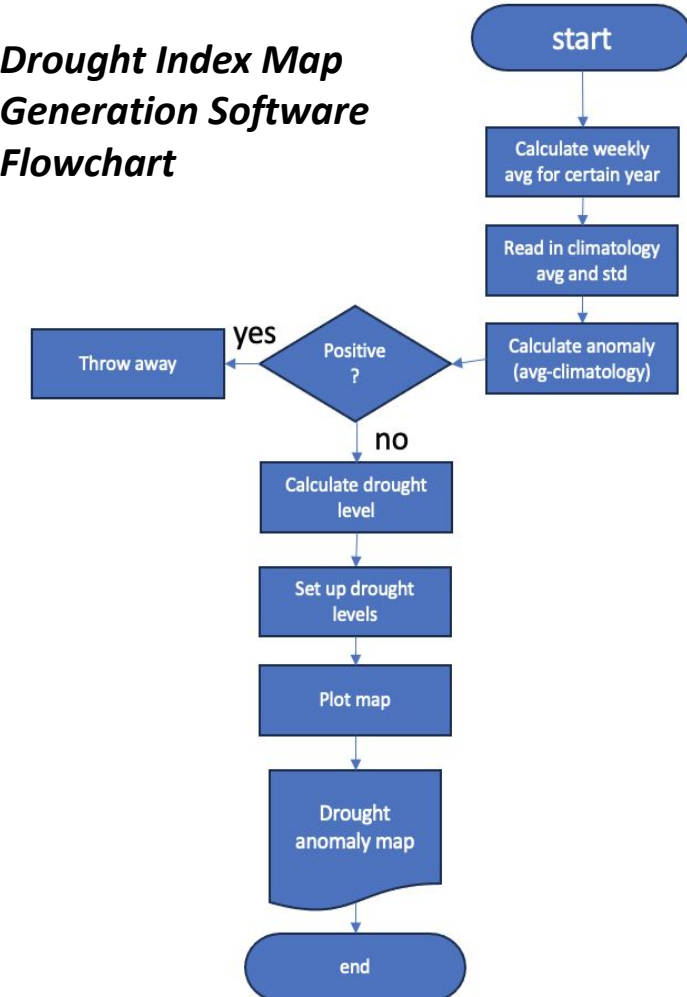 Drought Index Map
Generation Software
Flowchart
start
Calculate weekly
avg for certain year
Read in climatology
avg and std
Calculate anomaly
(avg-climatology)
Positive
?
yes
Throw away
no
Calculate drought
level
Set up drought
levels
Plot map
Drought
anomaly map
end